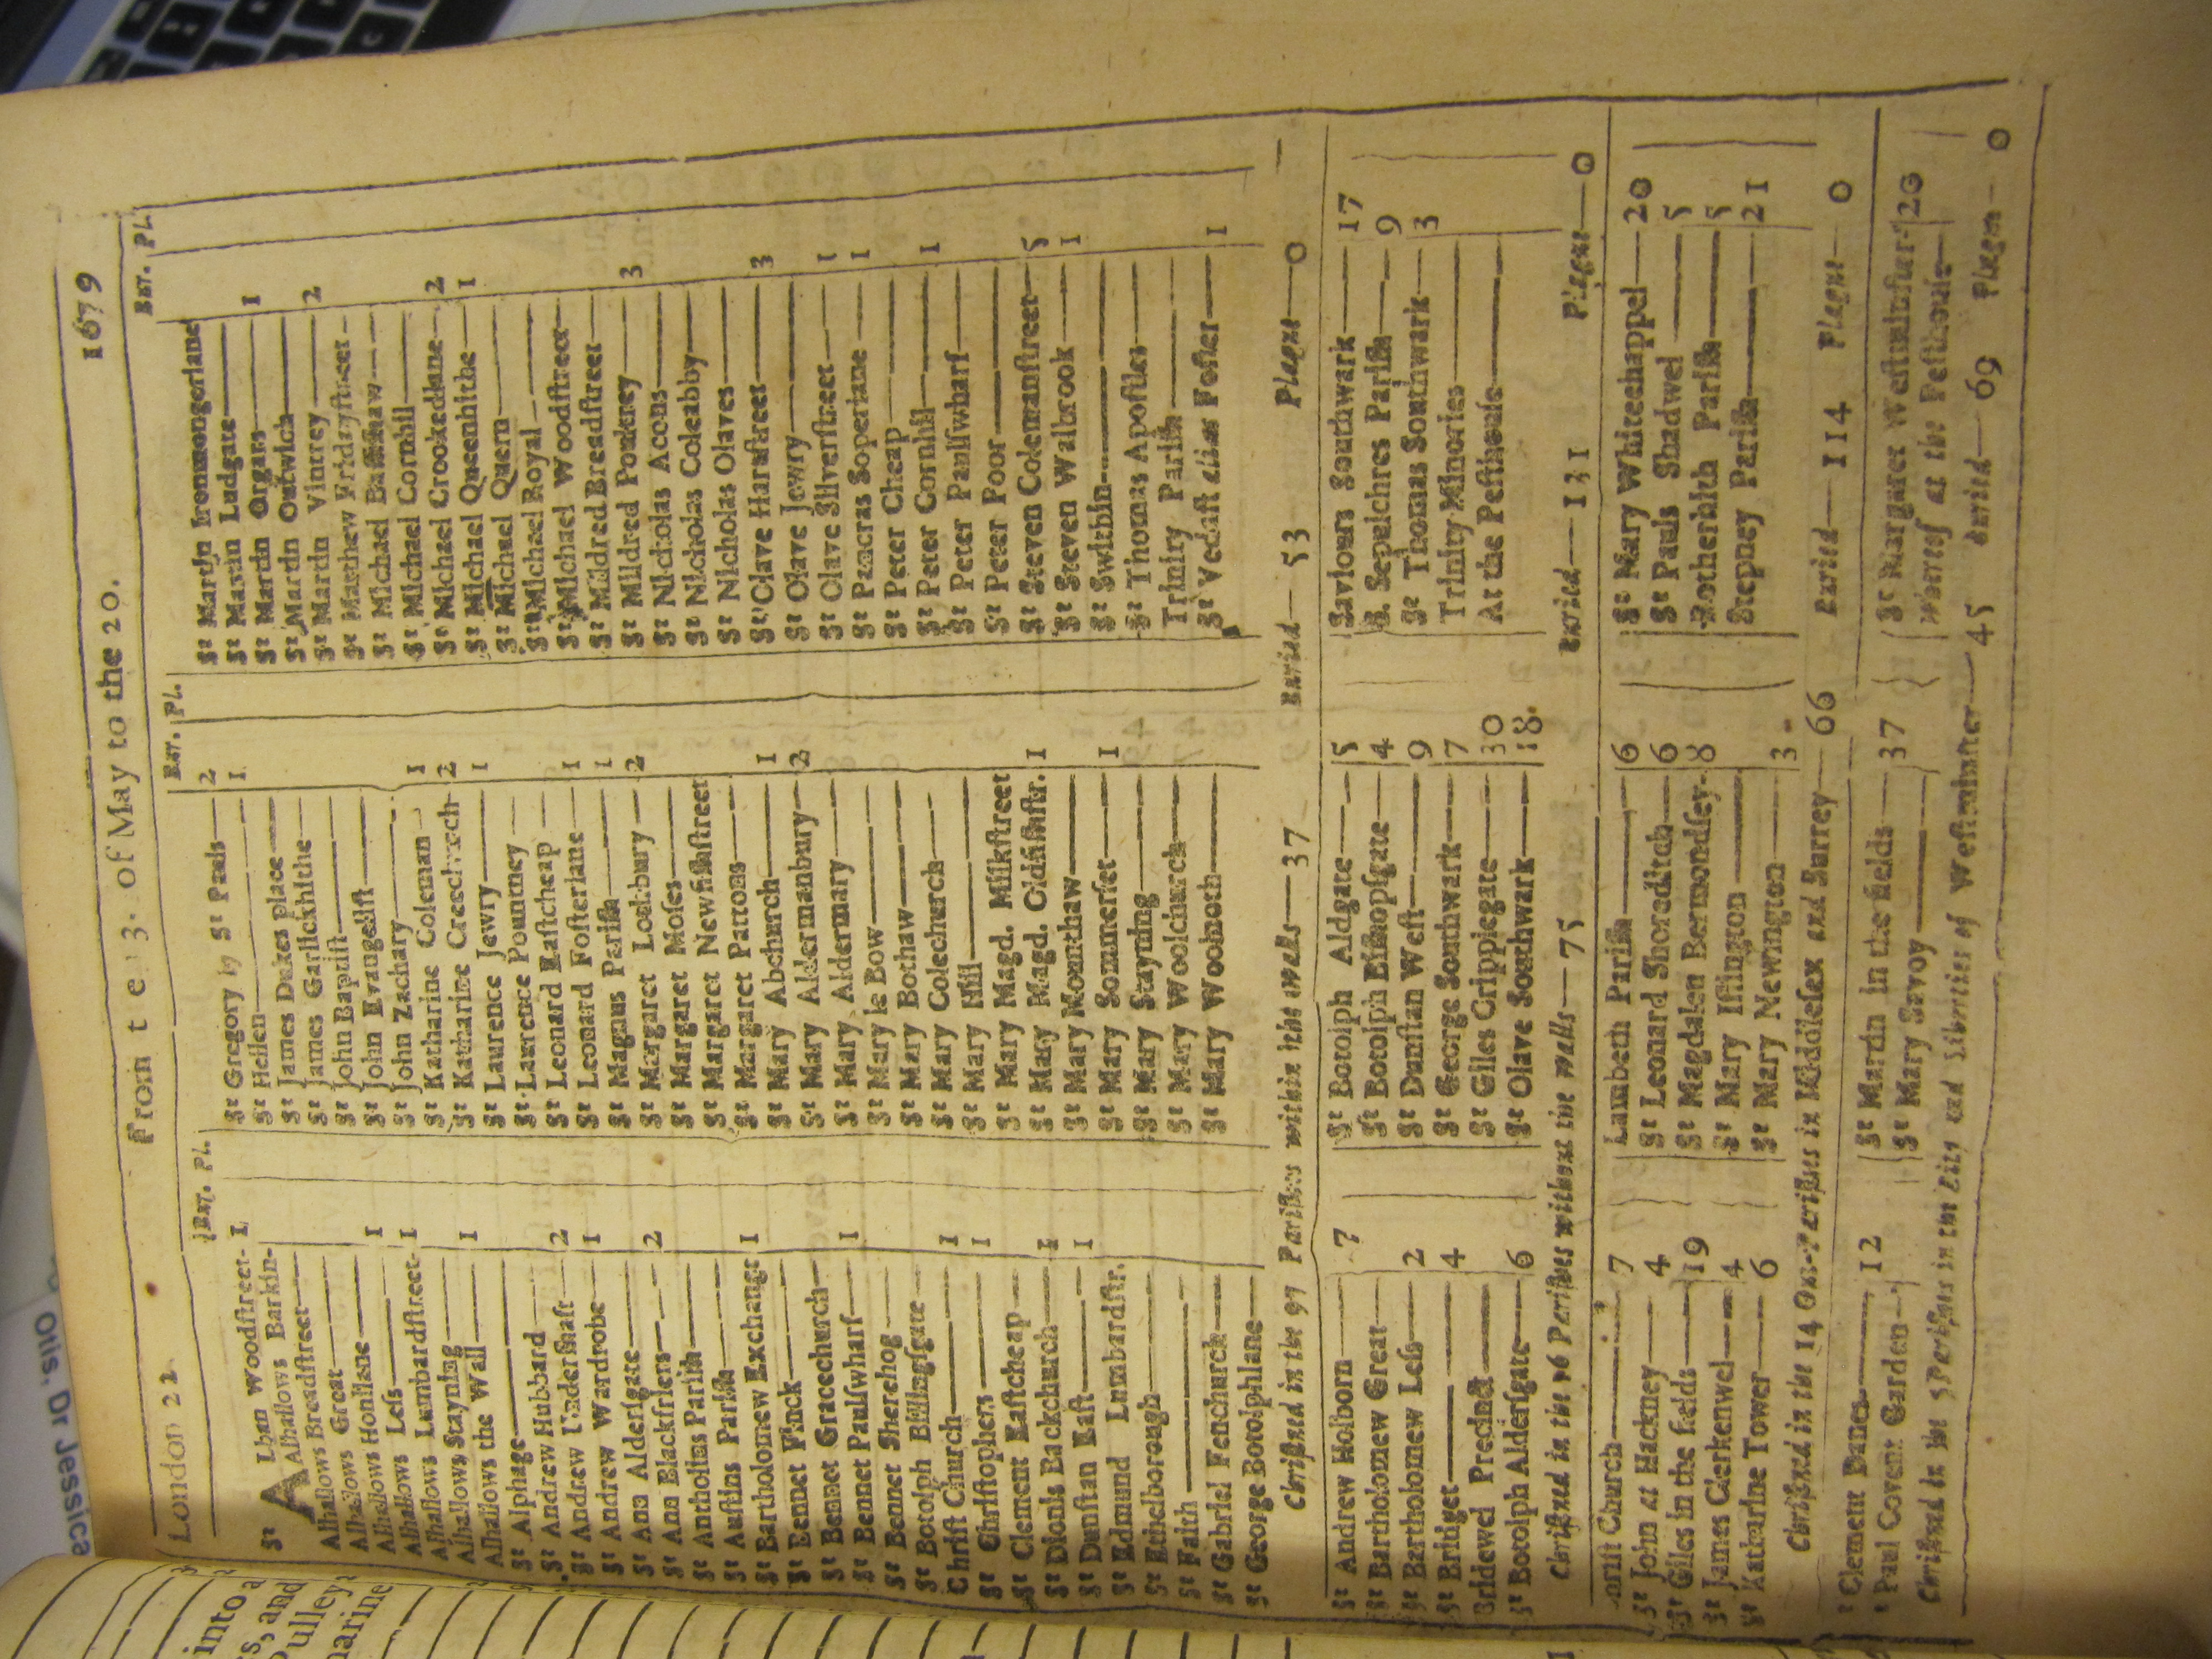 London 22 From t e 13. of May to the 20. 1679
Bur. Pl. Bur. Pl. Bur. Pl.
St ALban Woodstreet- 1
Alhallows Barkin-
Alhallows Breadstreet
Alhallows Great
Alhallows Honilane 1
Alhallows Less 1
Alhallows Lumbardstreet-
Alhallows Stayning 1
Alhallows the Wall
St Alphage
St Andrew Hubbard 2
St Andrew Undershaft 1
St Andrew Wardrobe
St Ann Aldersgate 2
St Ann Blackfriers
St Antholins Parish
St Austins Parish 1
St Bartholomew Exchange
St Bennet Finck
St Bennet Gracechurch 1
St Bennet Paulswharf
St Bennet Sherehog
St Botolph Billingsgate 1
Christ Church 1
St Christophers
St Clement Eastcheap 1
St Dionis Backchurch 1
St Dunstan East
St Edmund Lumbardstr.
St Ethelborough
St Faith
St Gabriel Fenchurch
St George Botolphlane
St Gregory by St Pauls 2
St Hellen 1
St James Dukes place
St James Garlickhithe
St John Baptist
St John Evangelist
St John Zachary
St Katharine Coleman 1
St Katharine Creechurch 2
St Laurence Jewry 1
St Laurence Pountney
St Leonard Eastcheap 1
St Leonard Fosterlane 1
St Magnus Parish 2
St Margaret Lothbury
St Margaret Moses
St Margaret Newfishstreet
St Margaret Pattons
St Mary Abchurch 1
St Mary Aldermanbury 2
St Mary Aldermary
St Mary le Bow
St Mary Bothaw
St Mary Colechurch
St Mary Hill
St Mary Magd. Milkstreet
St Mary Magd. Oldfishstr. 1
St Mary Mounthaw
St Mary Sommerset 1
St Mary Stayning
St Mary Woolchurch
St Mary Woolnoth
St Martin Ironmongerlane
St Martin Ludgate
St Martin Orgars 1
St Martin Outwich
St Martin Vintrey 2
St Matthew Fridaystreet
St Michael Bassishaw
St Michael Cornhil
St Michael Crookedlane 2
St Michael Queenhithe 1
St Michael Quern
St Michael Royal
St Michael Woodstreet
St Mildred Breadstreet
St Mildred Poultrey 3
St Nicholas Acons
St Nicholas Coleabby
St Nicholas Olaves
St Olave Hartstreet 3
St Olave Jewry
St Olave Silverstreet 1
St Pancras Soperlane 1
St Peter Cheap
St Peter Cornhil 1
St Peter Paulswharf
St Peter Poor
St Steven Colemanstreet 5
St Steven Walbrook 1
St Swithin
St Thomas Apostles
Trinity Parish
St Vedast alias Foster 1
Christned in the 97 Parishes within the walls 37 Buried 53 Plague 0
St Andrew Holborn 7
St Bartholomew Great
St Bartholomew Less 2
St Bridget 4
Bridewel Precinct
St Botolph Aldersgate 6
St Botolph Aldgate 5
St Botolph Bishopsgate 4
St Dunstan West 9
St George Southwark 7
St Giles Cripplegate 30
St Olave Southwark 18
Saviours Southwark 17
S. Sepulchres Parish 9
St Thomas Southwark 3
Trinity Minories
At the Pesthouse
Christned in the 16 Parishes without the walls 75 Buried 121 Plague 0
Christ Church 7
St John at Hackney 4
St Giles in the fields 19
St James Clerkenwel 4
St Katharine Tower 6
Lambeth Parish 6
St Leonard Shoreditch 6
St Magdalen Bermondsey 8
St Mary Islington
St Mary Newington 3
St Mary Whitechappel 20
St Pauls Shadwel 5
Rotherhith Parish 5
Stepney Parish 21
Christned in the 14 Out-Parishes in Middlesex and Surrey 66 Buried 114 Plague 0
Clement Danes 12
Paul Covent Garden
St Martin in the fields 37
St Mary Savoy
St Margaret Westminster 20
Whereof at the Pesthouse
Christned in the 5 Parishes in the City and Liberties of Westminster 45 Buried 69 Plague 0
into a
s, and
Pulley
marine
Otis, Dr Jessica